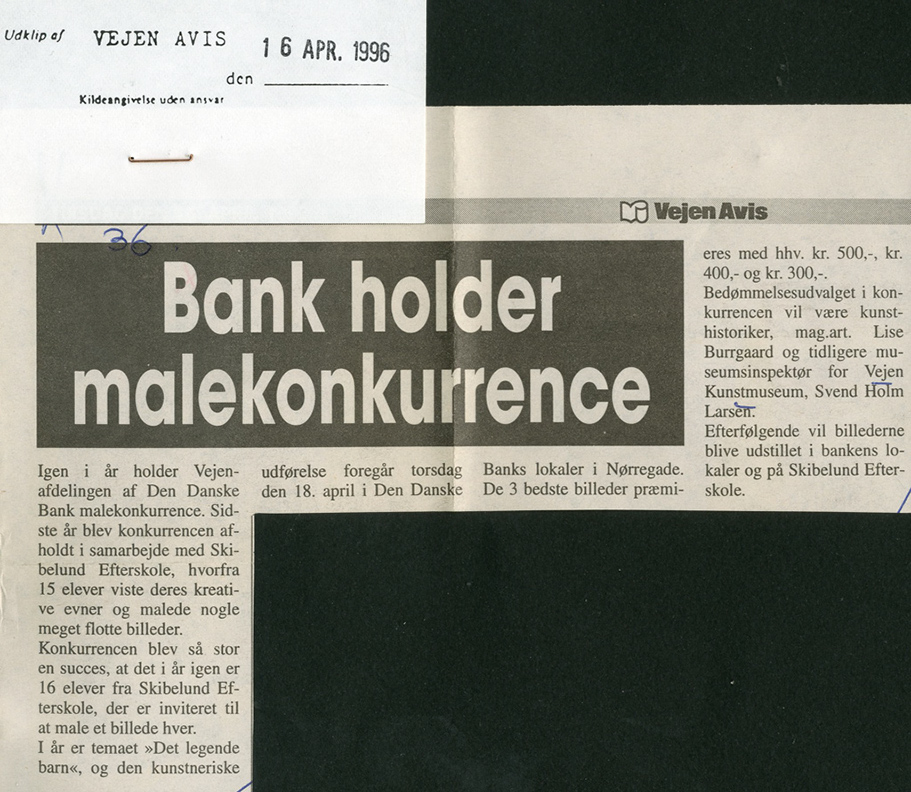 Udklip af VEJEN AVIS
16 APR. 1996
den
Kildeangivelse uden ansvar
Vejen Avis
36
Bank holder
malekonkurrence
Igen i år holder Vejen-
afdelingen af Den Danske
Bank malekonkurrence. Sid-
ste år blev konkurrencen af-
holdt i samarbejde med Ski-
belund Efterskole, hvorfra
15 elever viste deres kreati-
ve evner og malede nogle
meget flotte billeder.
Konkurrencen blev så stor
en succes, at det i år igen er
16 elever fra Skibelund Ef-
terskole, der er inviteret til
at male et billede hver.
I år er temaet »Det legende
barn«, og den kunstneriske
udførelse foregår torsdag
den 18. april i Den Danske
Banks lokaler i Nørregade.
De 3 bedste billeder præmi-
eres med hhv. kr. 500,-, kr.
400,- og kr. 300,-.
Bedømmelsesudvalget i kon-
kurrencen vil være kunst-
historiker, mag.art. Lise
Burrgaard og tidligere mu-
seumsinspektør for Vejen
Kunstmuseum, Svend Holm
Larsen.
Efterfølgende vil billederne
blive udstillet i bankens lo-
kaler og på Skibelund Efter-
skole.